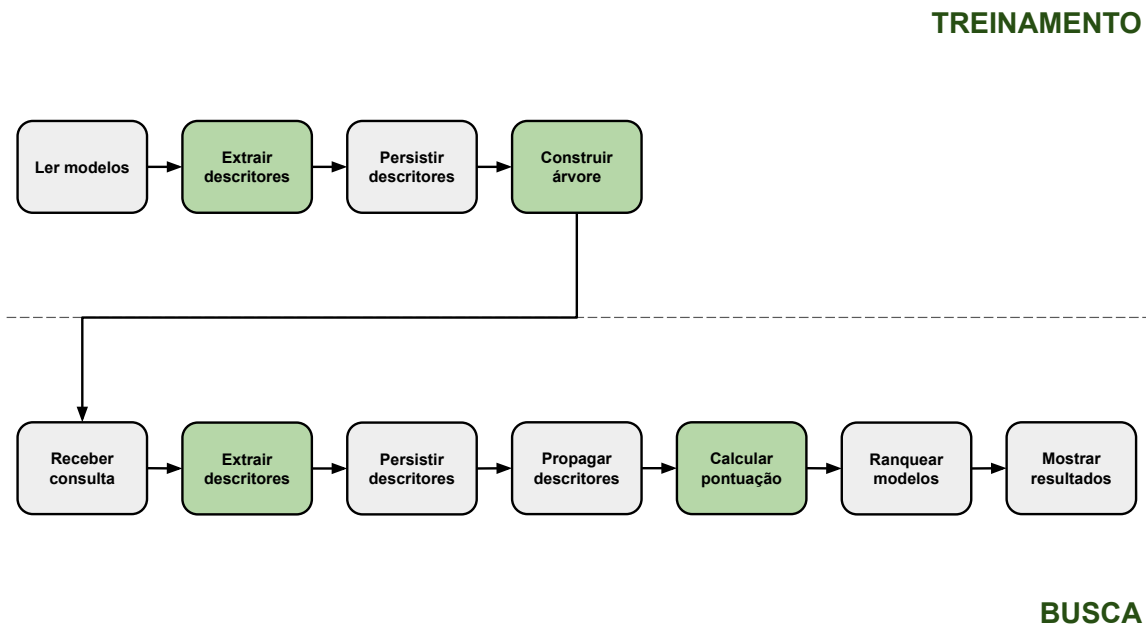 TREINAMENTO
Ler modelos
Extrair
descritores
Persistir
descritores
Construir
árvore
Receber
consulta
Extrair
descritores
Persistir
descritores
Propagar
descritores
Calcular
pontuação
Ranquear
modelos
Mostrar
resultados
BUSCA